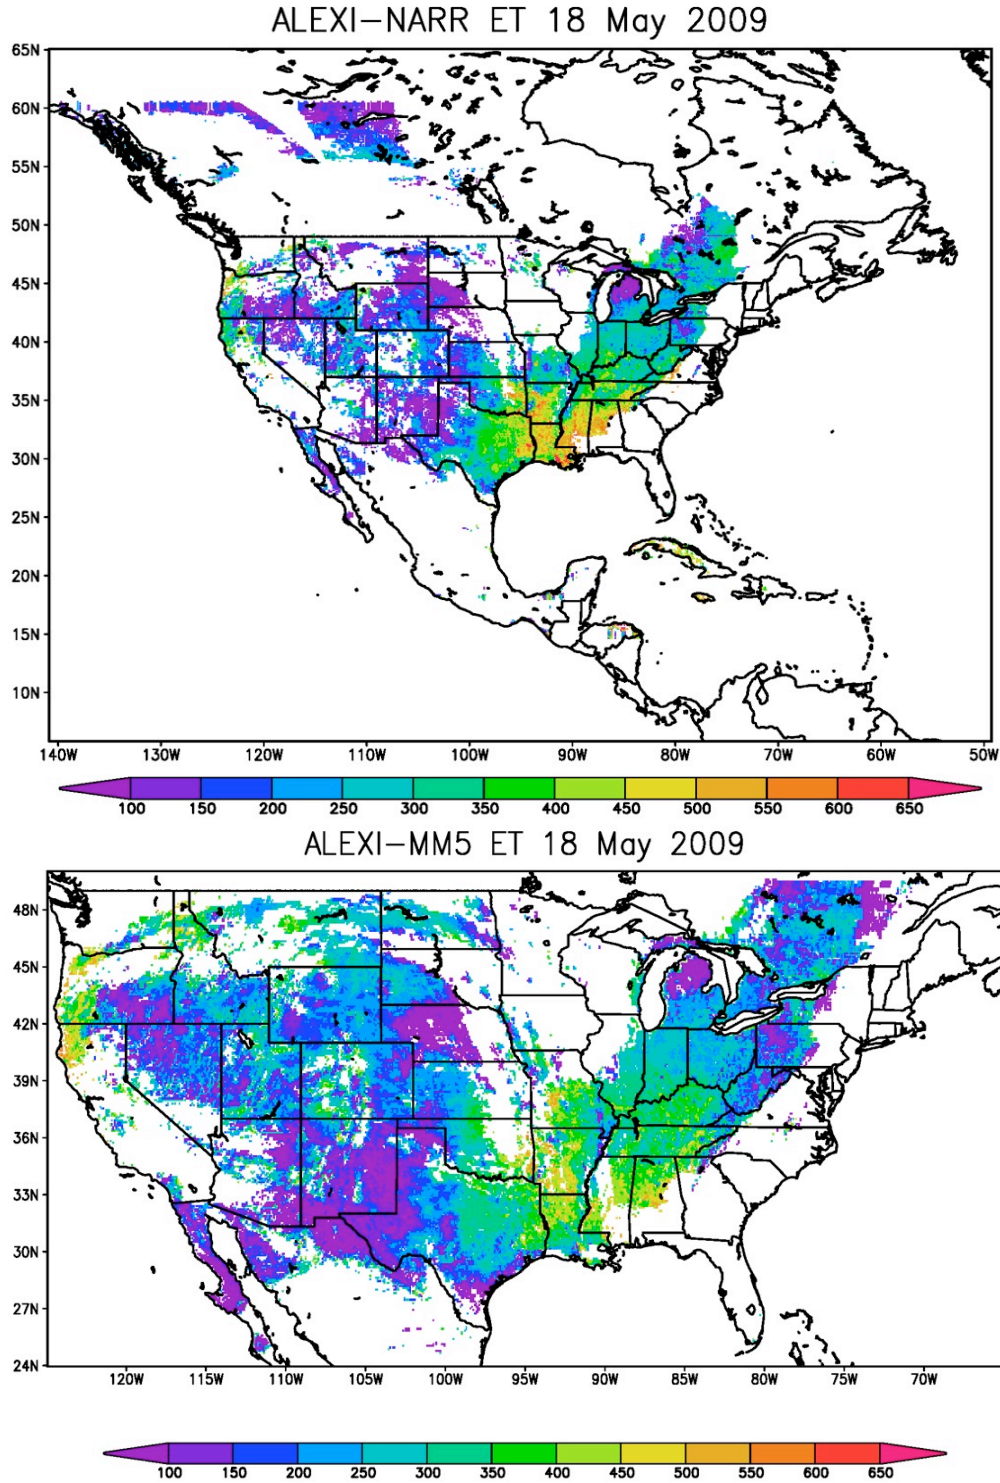 ALEXI-NARR ET 18 May 2009
65N
60N
55N
50N
45N
40N
35N
30N
25N
20N
15N
10N
140W 130W 120W 110W 100W 90W 80W 70W 60W 50W
100 150 200 250 300 350 400 450 500 550 600 650
ALEXI-MM5 ET 18 May 2009
48N
45N
42N
39N
36N
33N
30N
27N
24N
120W 115W 110W 105W 100W 95W 90W 85W 80W 75W 70W
100 150 200 250 300 350 400 450 500 550 600 650